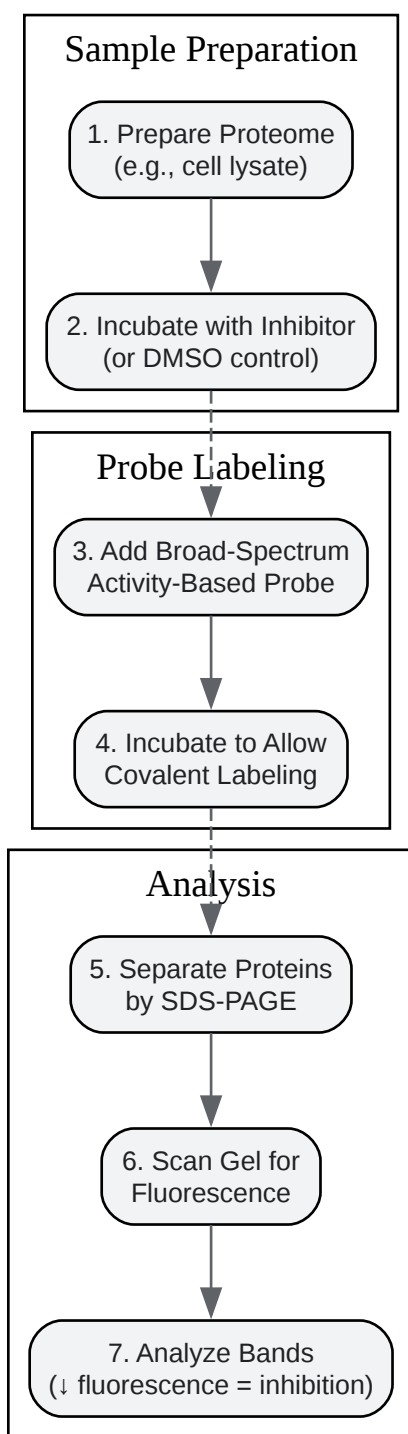 Sample Preparation
1. Prepare Proteome
(e.g., cell lysate)
2. Incubate with Inhibitor
(or DMSO control)
Probe Labeling
3. Add Broad-Spectrum
Activity-Based Probe
4. Incubate to Allow
Covalent Labeling
Analysis
5. Separate Proteins
by SDS-PAGE
6. Scan Gel for
Fluorescence
7. Analyze Bands
(↓ fluorescence = inhibition)